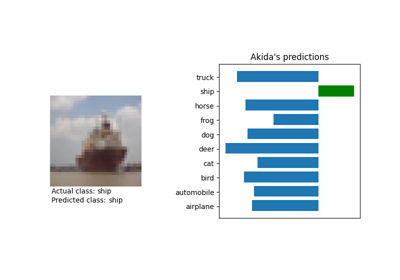 Akida's predictions
truck
ship
horse
frog
dog
deer
cat
bird
automobile
airplane
Actual class: ship
Predicted class: ship